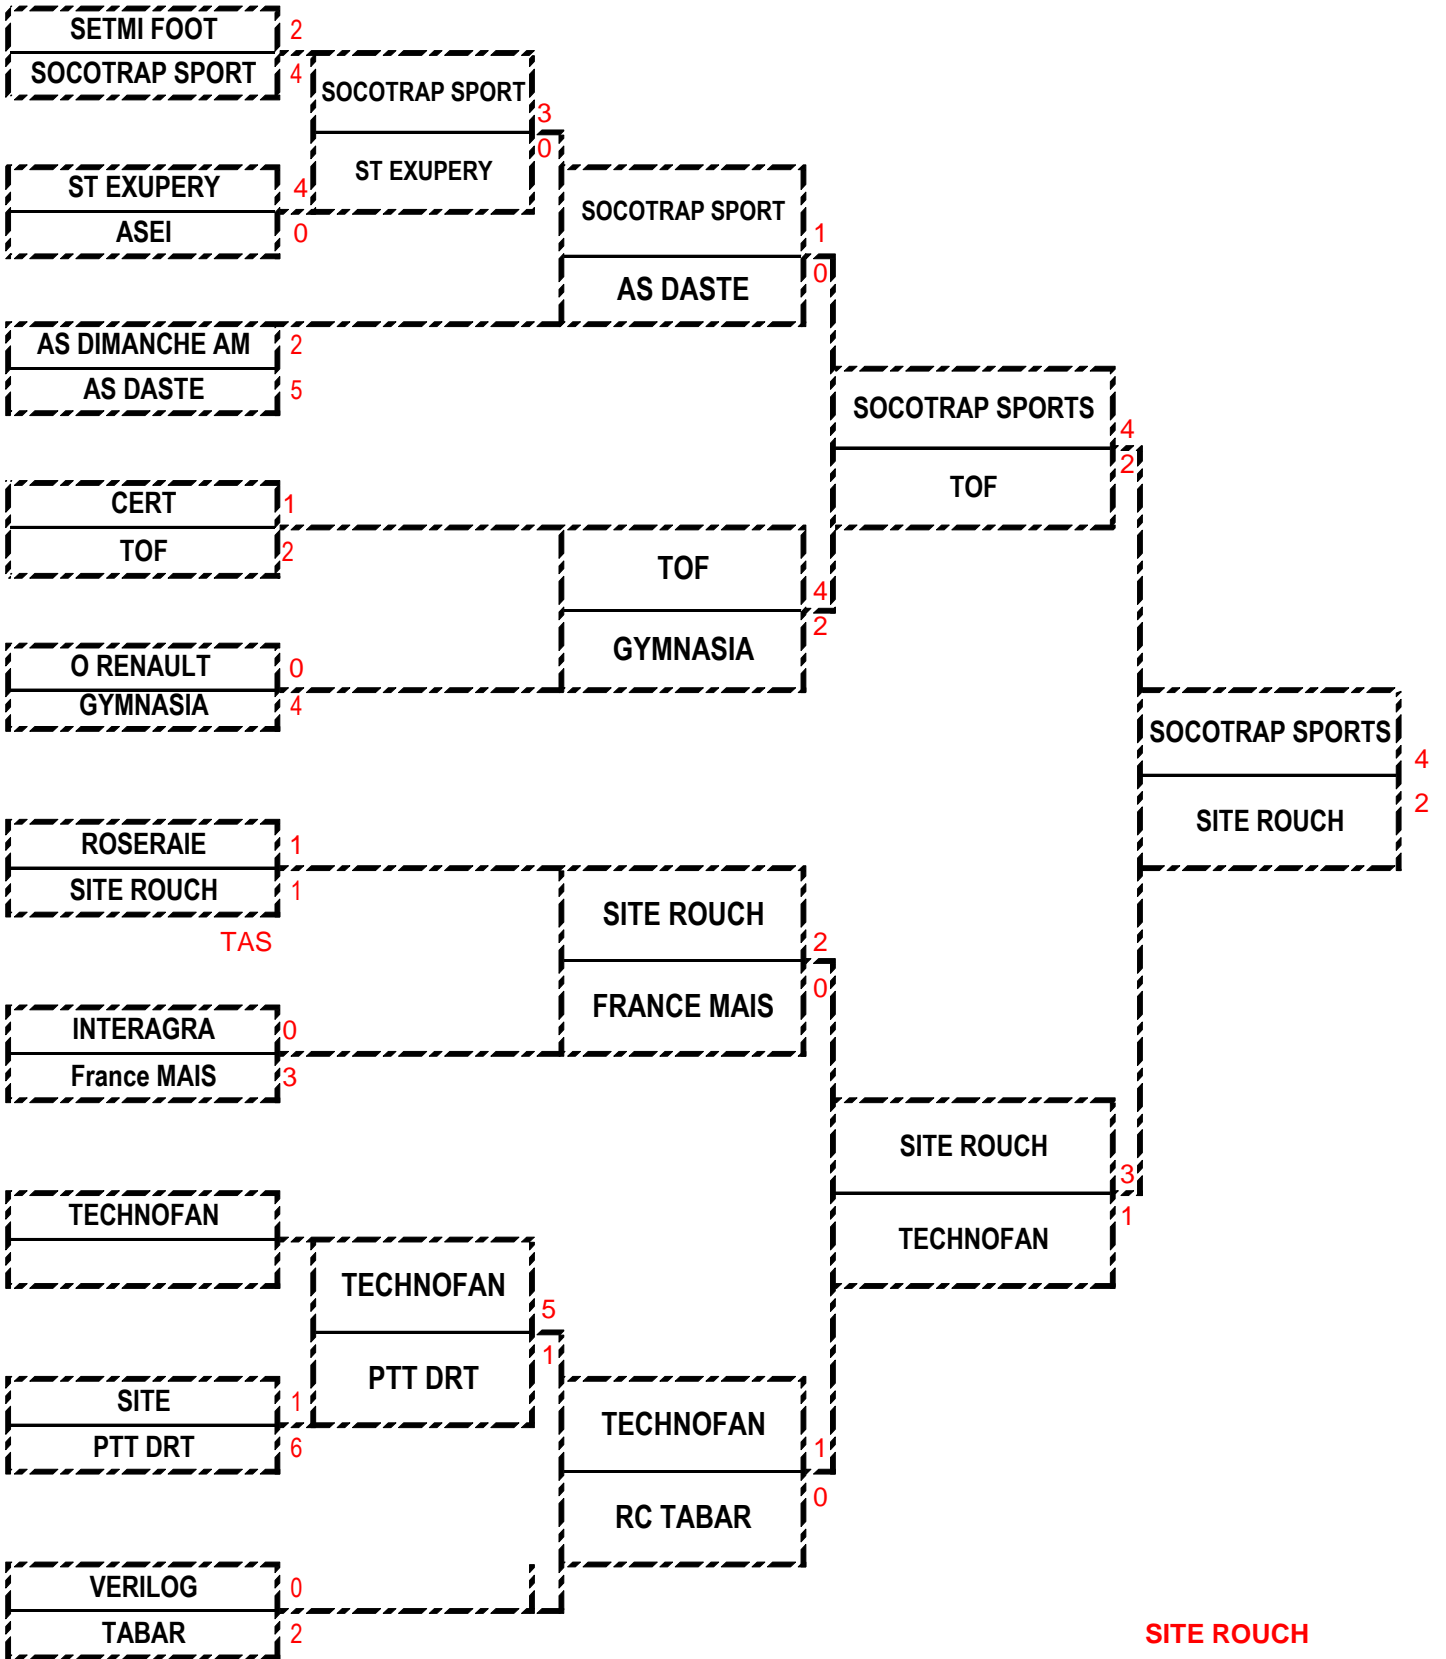 SETMI FOOT 2
SOCOTRAP SPORT 4
ST EXUPERY 4
ASEI 0
AS DIMANCHE AM 2
AS DASTE 5
CERT 1
TOF 2
O RENAULT 0
GYMNASIA 4
ROSERAIE 1
SITE ROUCH 1
TAS
INTERAGRA 0
France MAIS 3
TECHNOFAN
SITE 1
PTT DRT 6
VERILOG 0
TABAR 2
SOCOTRAP SPORT 3
ST EXUPERY 0
TECHNOFAN 5
PTT DRT 1
SOCOTRAP SPORT 1
AS DASTE 0
TOF 4
GYMNASIA 2
SITE ROUCH 2
FRANCE MAIS 0
TECHNOFAN 1
RC TABAR 0
SOCOTRAP SPORTS 4
TOF 2
SITE ROUCH 3
TECHNOFAN 1
SOCOTRAP SPORTS 4
SITE ROUCH 2
SITE ROUCH